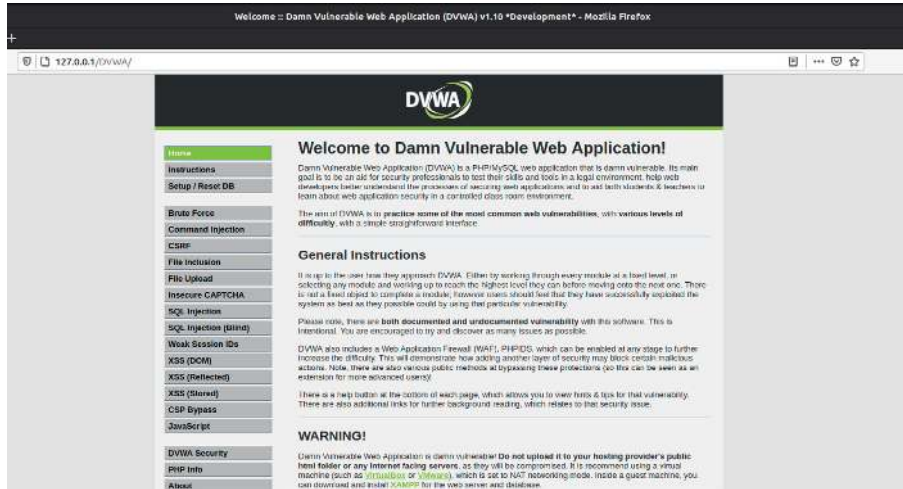 Welcome :: Damn Vulnerable Web Application (DVWA) v1.10 *Development* - Mozilla Firefox
+
127.0.0.1/DVWA/
DVWA
Home
Instructions
Setup / Reset DB
Brute Force
Command Injection
CSRF
File Inclusion
File Upload
Insecure CAPTCHA
SQL Injection
SQL Injection (Blind)
Weak Session IDs
XSS (DOM)
XSS (Reflected)
XSS (Stored)
CSP Bypass
JavaScript
DVWA Security
PHP Info
About
Welcome to Damn Vulnerable Web Application!
Damn Vulnerable Web Application (DVWA) is a PHP/MySQL web application that is damn vulnerable. Its main
goal is to be an aid for security professionals to test their skills and tools in a legal environment, help web
developers better understand the processes of securing web applications and to aid both students & teachers to
learn about web application security in a controlled class room environment.
The aim of DVWA is to practice some of the most common web vulnerabilities, with various levels of
difficultly, with a simple straightforward interface.
General Instructions
It is up to the user how they approach DVWA. Either by working through every module at a fixed level, or
selecting any module and working up to reach the highest level they can before moving onto the next one. There
is not a fixed object to complete a module; however users should feel that they have successfully exploited the
system as best as they possible could by using that particular vulnerability.
Please note, there are both documented and undocumented vulnerability with this software. This is
intentional. You are encouraged to try and discover as many issues as possible.
DVWA also includes a Web Application Firewall (WAF), PHPIDS, which can be enabled at any stage to further
increase the difficulty. This will demonstrate how adding another layer of security may block certain malicious
actions. Note, there are also various public methods at bypassing these protections (so this can be seen as an
extension for more advanced users)!
There is a help button at the bottom of each page, which allows you to view hints & tips for that vulnerability.
There are also additional links for further background reading, which relates to that security issue.
WARNING!
Damn Vulnerable Web Application is damn vulnerable! Do not upload it to your hosting provider's public
html folder or any Internet facing servers, as they will be compromised. It is recommend using a virtual
machine (such as VirtualBox or VMware), which is set to NAT networking mode. Inside a guest machine, you
can download and install XAMPP for the web server and database.